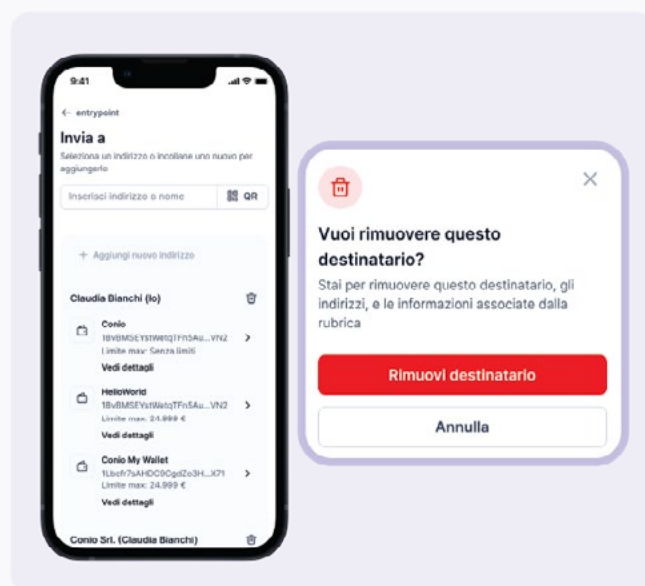 9:41
← entrypoint
Invia a
Seleziona un indirizzo o incollane uno nuovo per
aggiungerlo
Inserisci indirizzo o nome
QR
+ Aggiungi nuovo indirizzo
Claudia Bianchi (Io)
Conio
Limite max: Senza limiti
Vedi dettagli
HelloWorld
Limite max. 24.999 €
Vedi dettagli
Conio My Wallet
Limite max: 24.999 €
Vedi dettagli
Conio Srl. (Claudia Bianchi)
Vuoi rimuovere questo
destinatario?
Stai per rimuovere questo destinatario, gli
indirizzi, e le informazioni associate dalla
rubrica
Rimuovi destinatario
Annulla